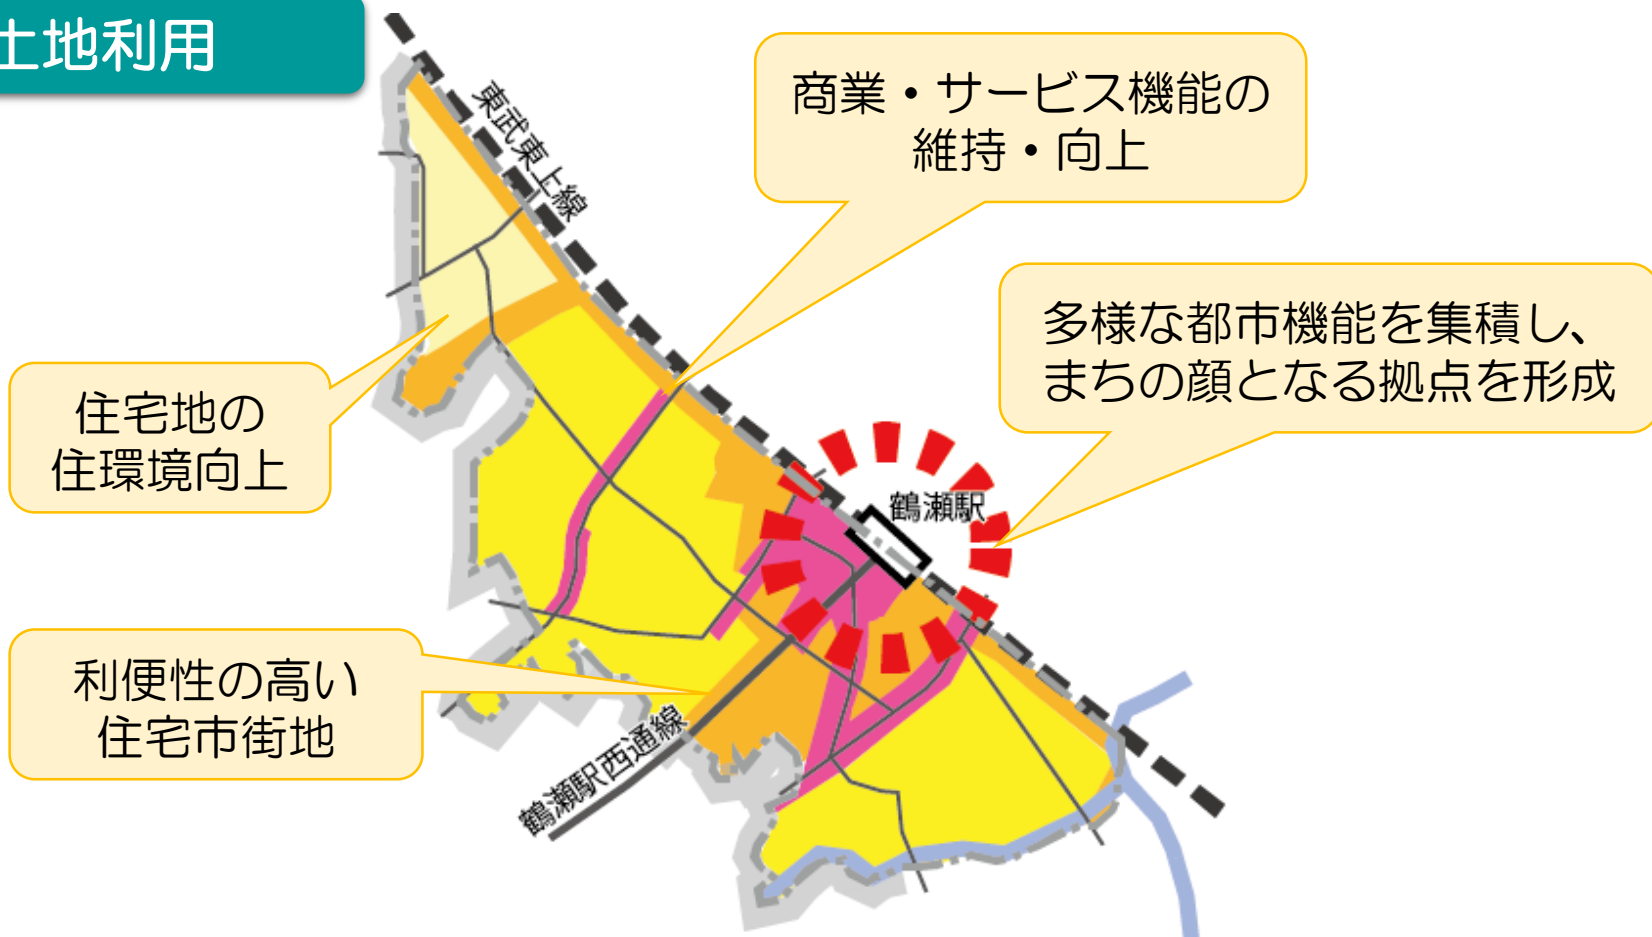 土地利用
東武東上線
商業・サービス機能の
維持・向上
多様な都市機能を集積し、
まちの顔となる拠点を形成
住宅地の
住環境向上
鶴瀬駅
利便性の高い
住宅市街地
鶴瀬駅西通線